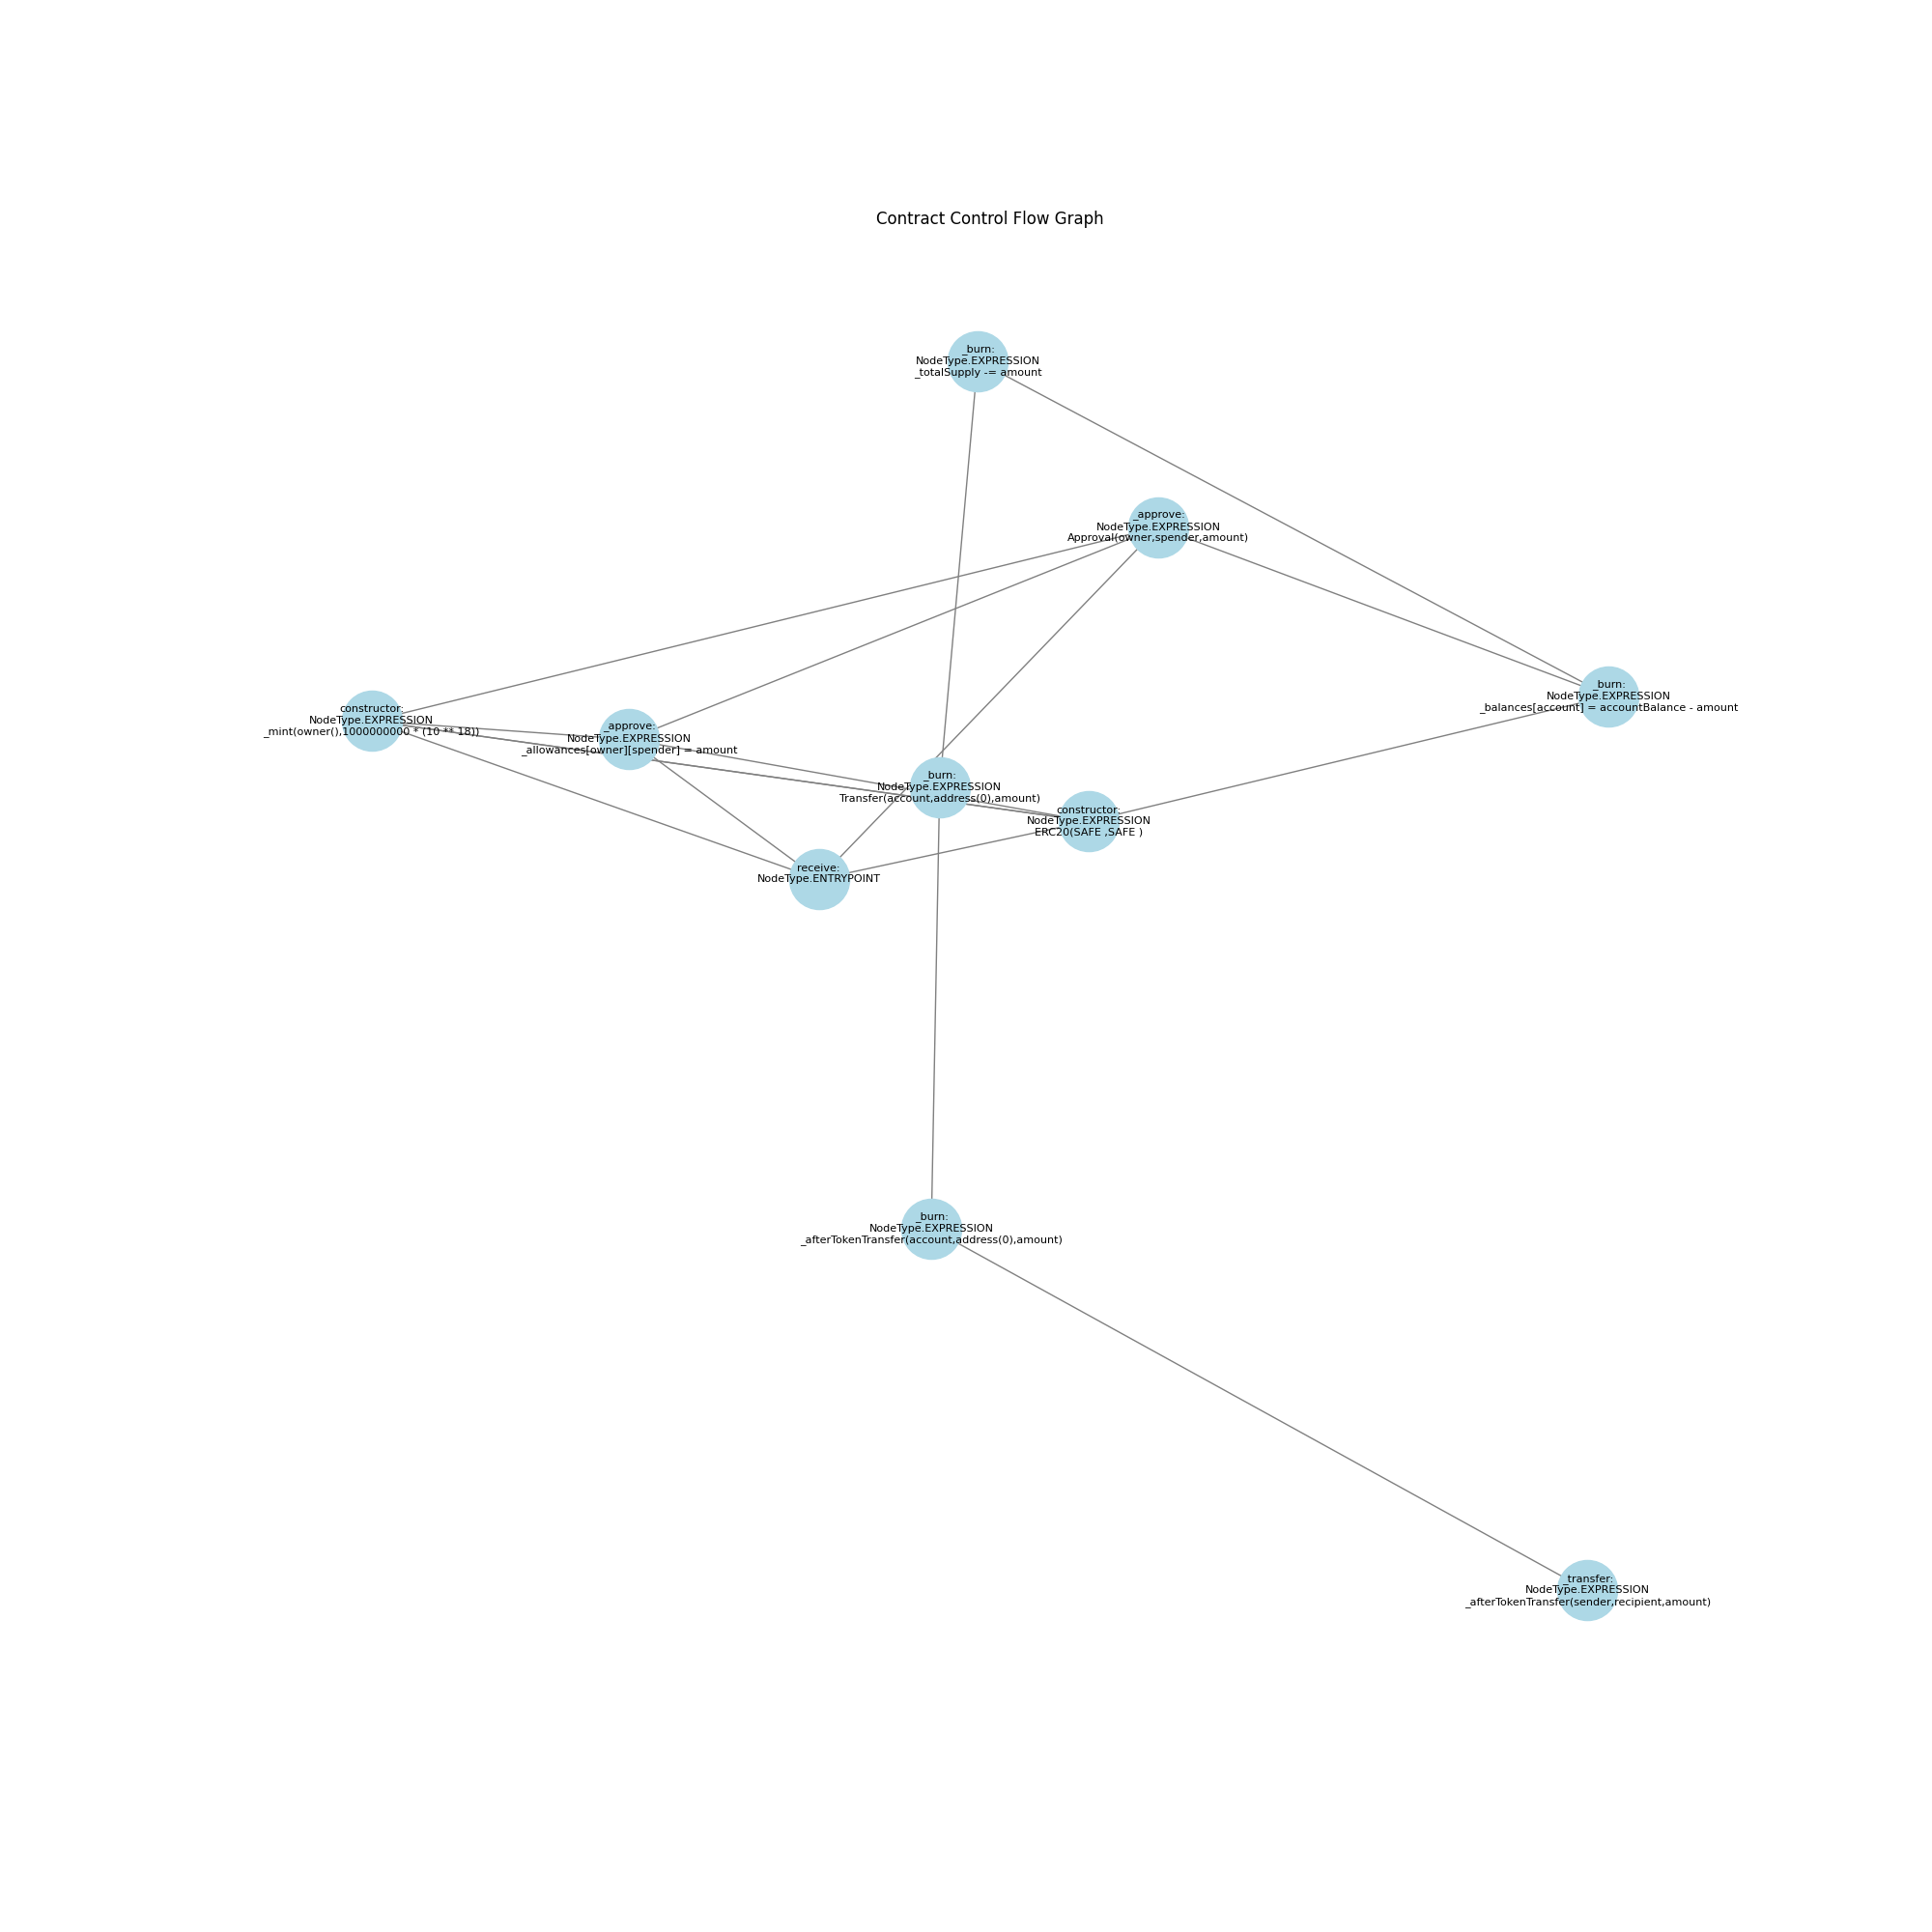 Contract Control Flow Graph
_burn:
NodeType.EXPRESSION
_totalSupply -= amount
_approve:
NodeType.EXPRESSION
Approval(owner,spender,amount)
_burn:
NodeType.EXPRESSION
_balances[account] = accountBalance - amount
constructor:
NodeType.EXPRESSION
_mint(owner(),1000000000 * (10 ** 18))
_approve:
NodeType.EXPRESSION
_allowances[owner][spender] = amount
_burn:
NodeType.EXPRESSION
Transfer(account,address(0),amount)
constructor:
NodeType.EXPRESSION
ERC20(SAFE ,SAFE )
receive:
NodeType.ENTRYPOINT
_burn:
NodeType.EXPRESSION
_afterTokenTransfer(account,address(0),amount)
_transfer:
NodeType.EXPRESSION
_afterTokenTransfer(sender,recipient,amount)